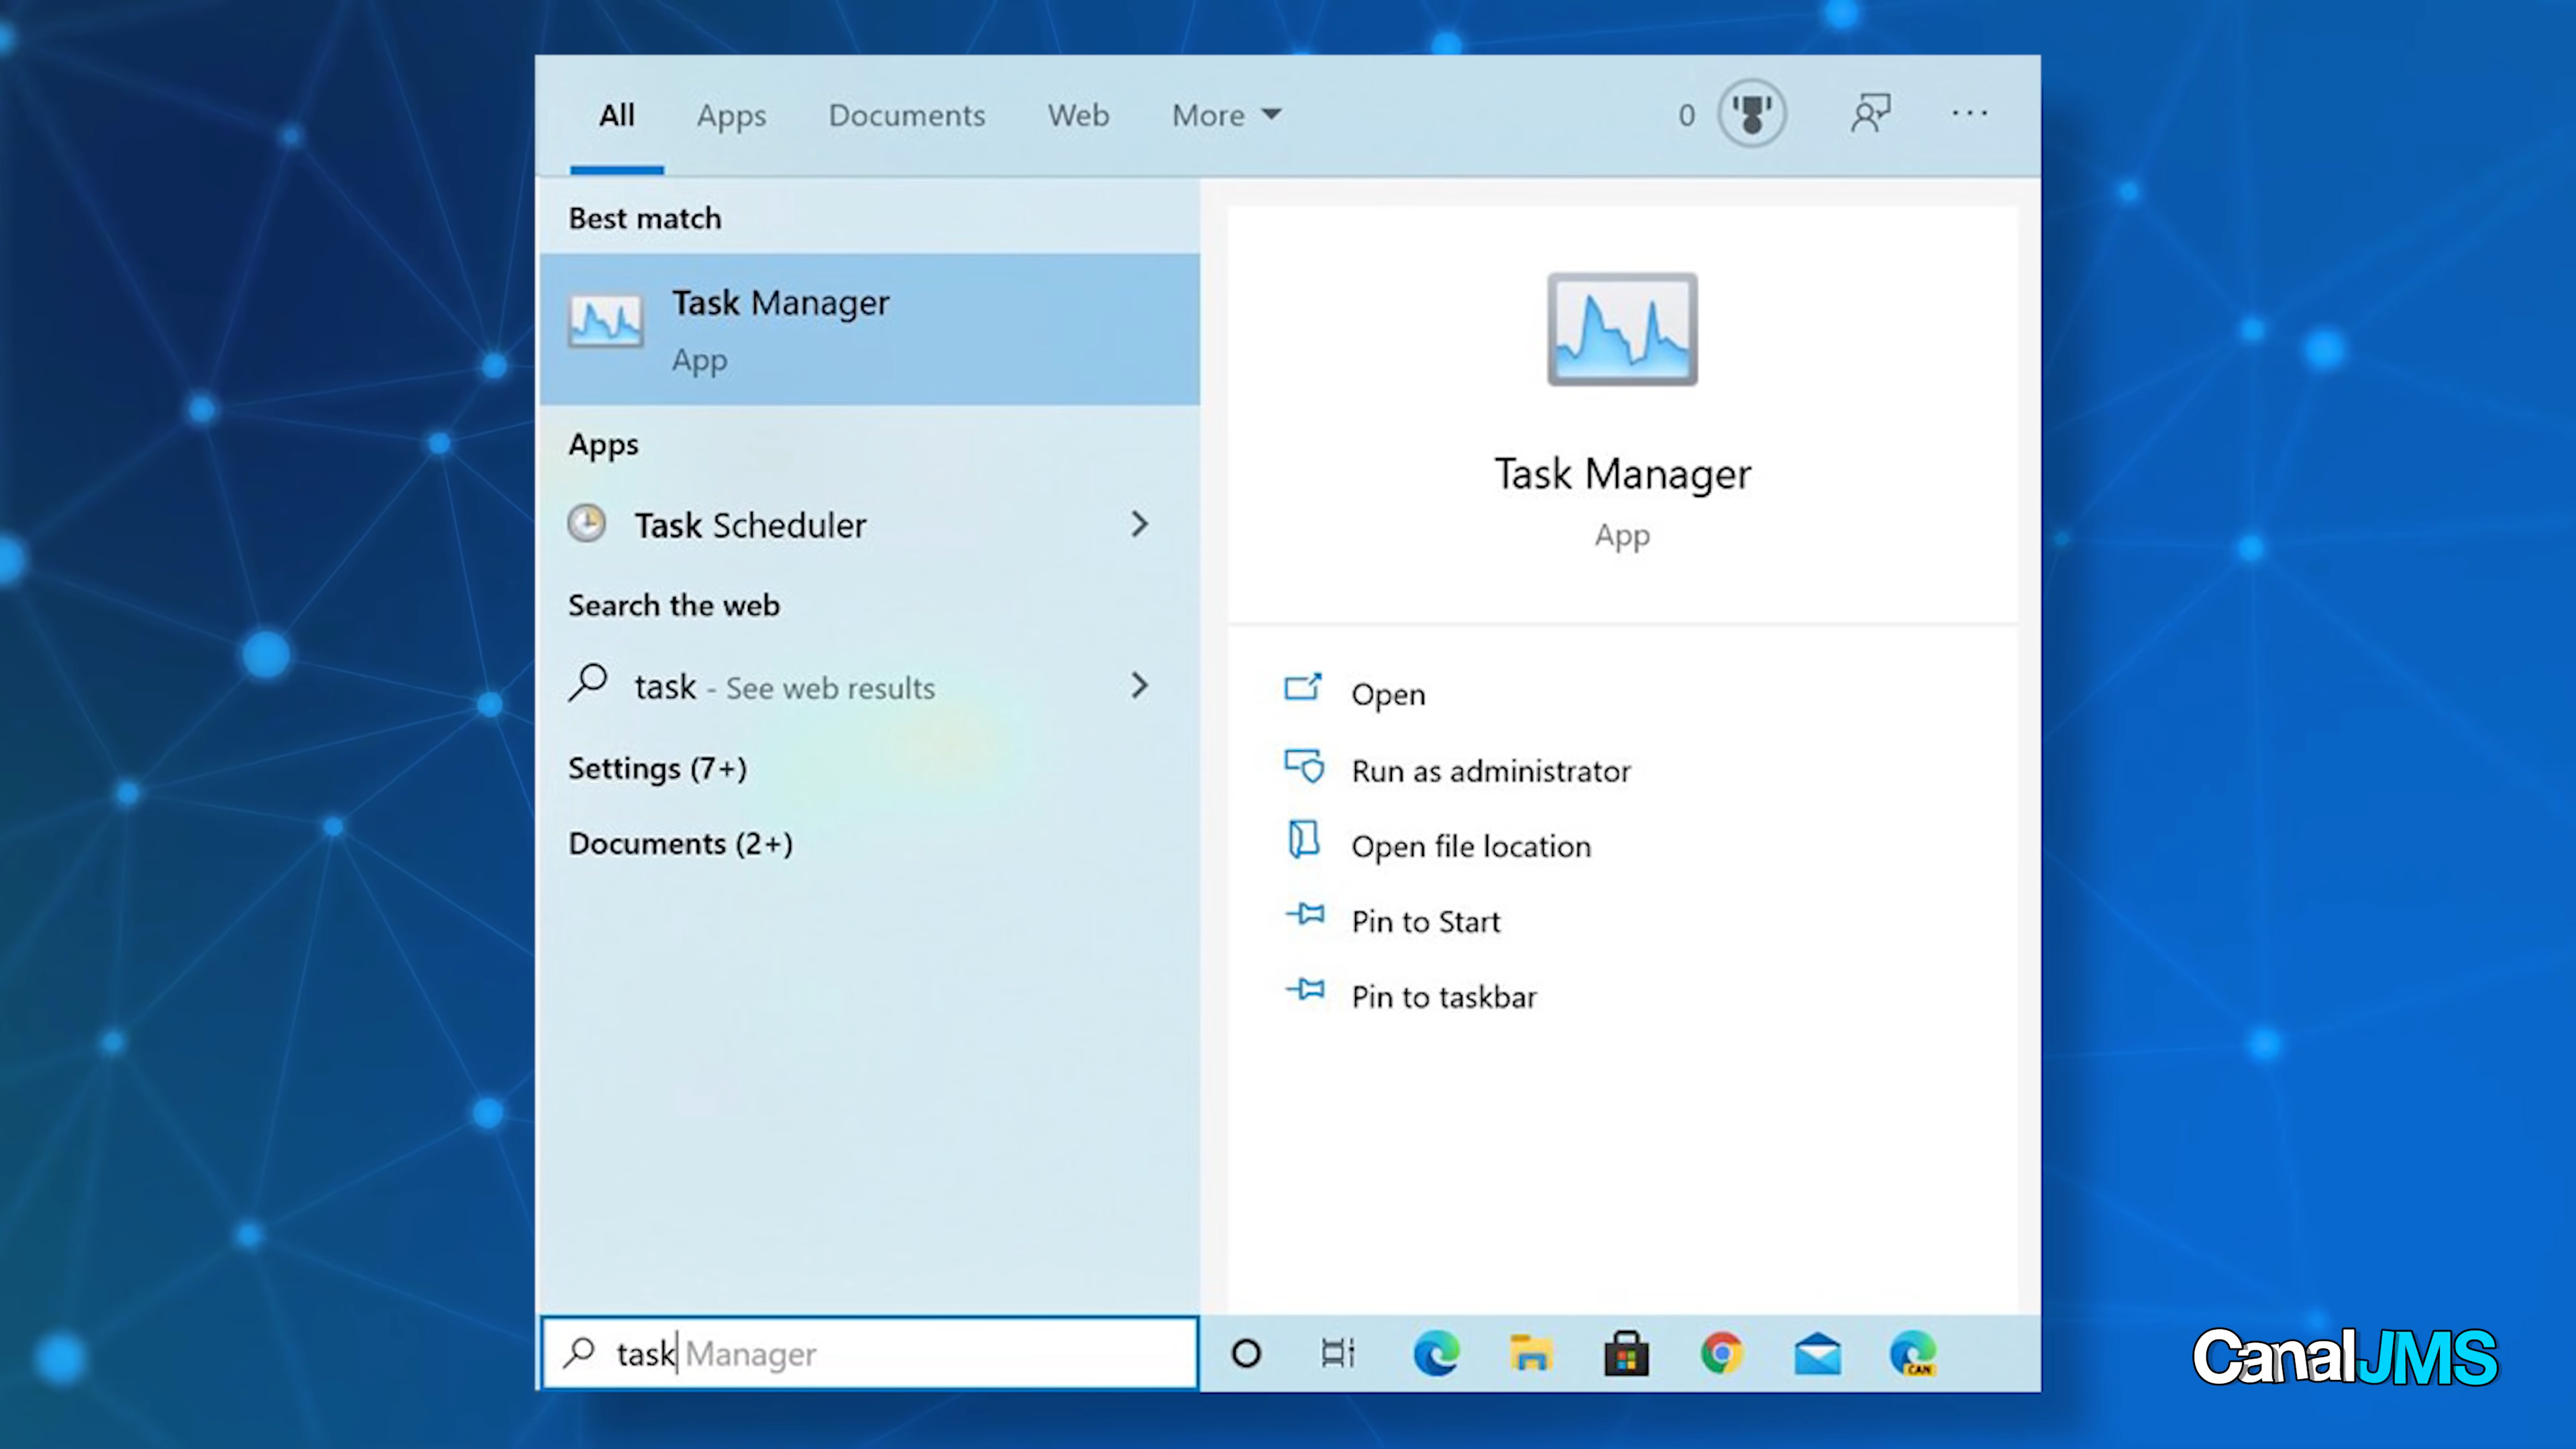 All Apps Documents Web More 0 ...
Best match
Task Manager
App
Apps
Task Scheduler
Search the web
task - See web results
Settings (7+)
Documents (2+)
Task Manager
App
Open
Run as administrator
Open file location
Pin to Start
Pin to taskbar
task Manager
CAN
CanalJMS